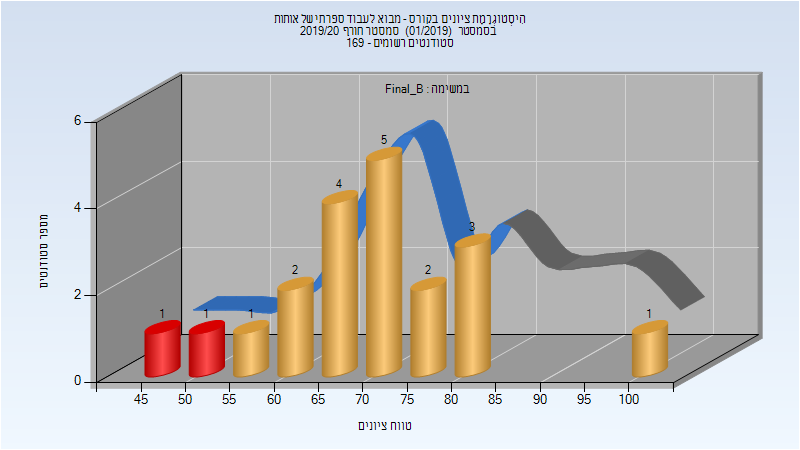 היסטוגרמת ציונים בקורס - מבוא לעבוד ספרתי של אותות
בסמסטר (01/2019) סמסטר חורף 2019/20
סטודנטים רשומים - 169
במשימה : Final_B
מספר סטודנטים
6
4
2
0
1
1
1
2
4
5
2
3
1
45 50 55 60 65 70 75 80 85 90 95 100
טווח ציונים